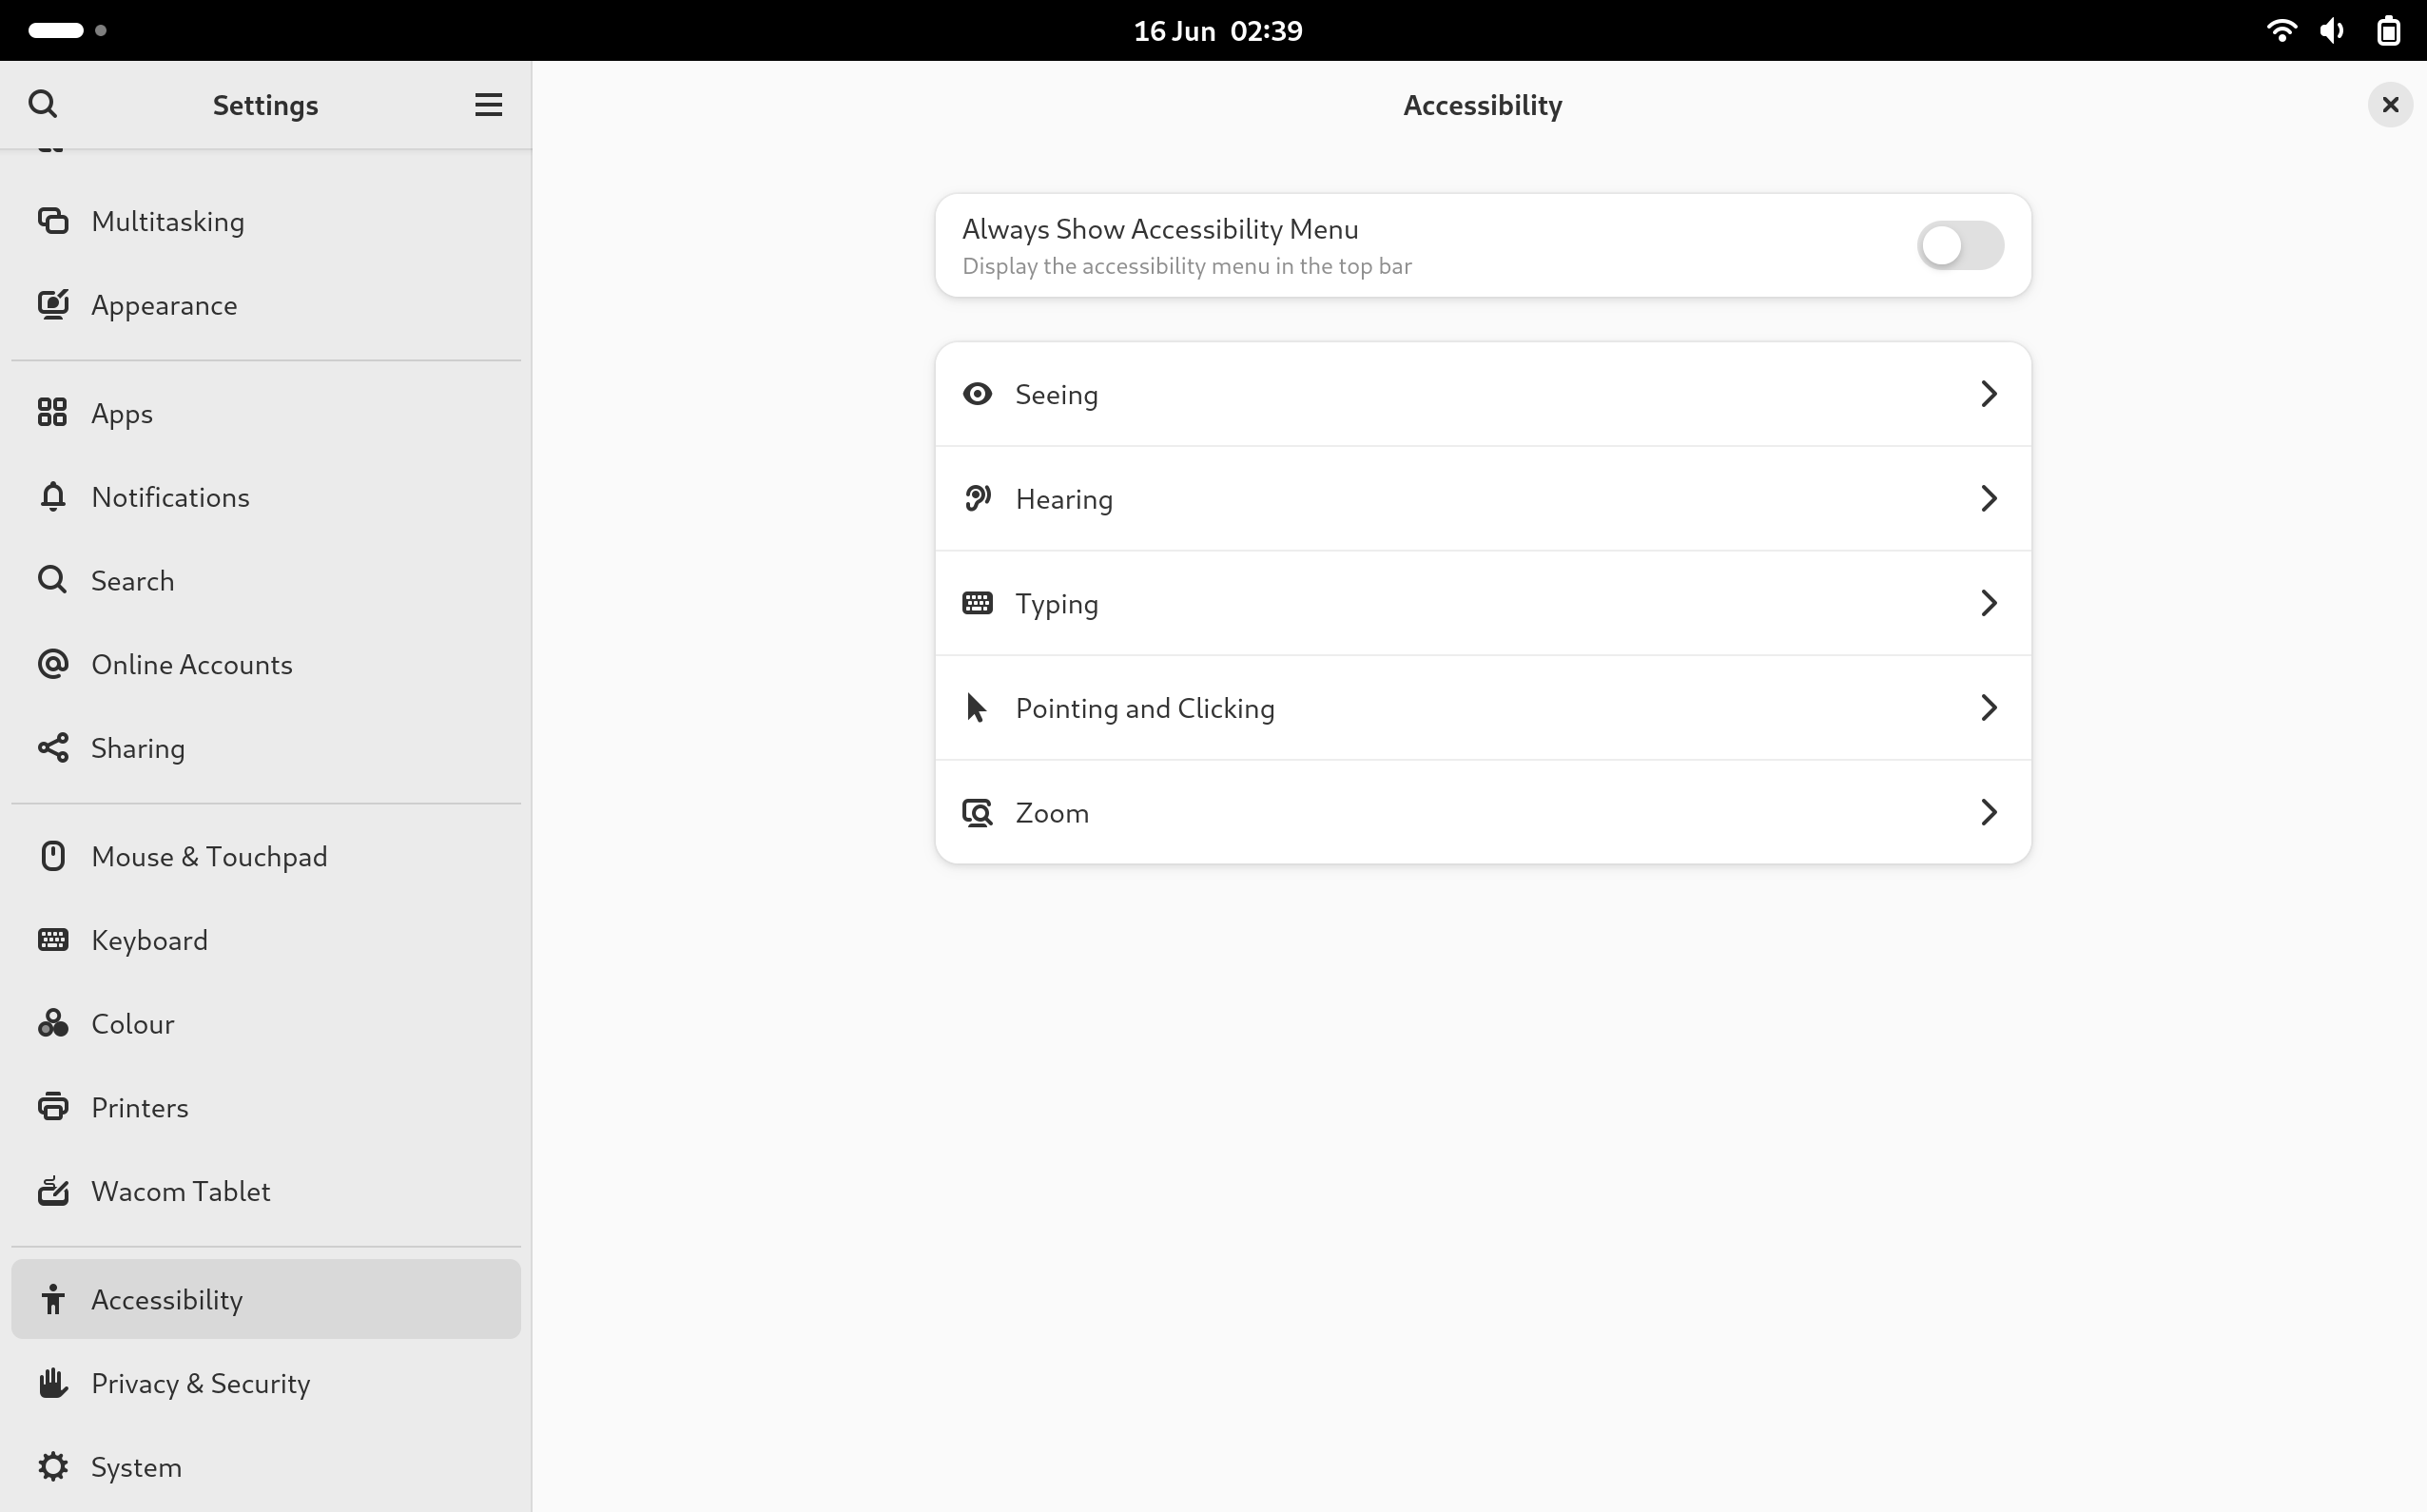 16 Jun 02:39
Settings
Multitasking
Appearance
Apps
Notifications
Search
Online Accounts
Sharing
Mouse & Touchpad
Keyboard
Colour
Printers
Wacom Tablet
Accessibility
Privacy & Security
System
Accessibility
Always Show Accessibility Menu
Display the accessibility menu in the top bar
Seeing
Hearing
Typing
Pointing and Clicking
Zoom